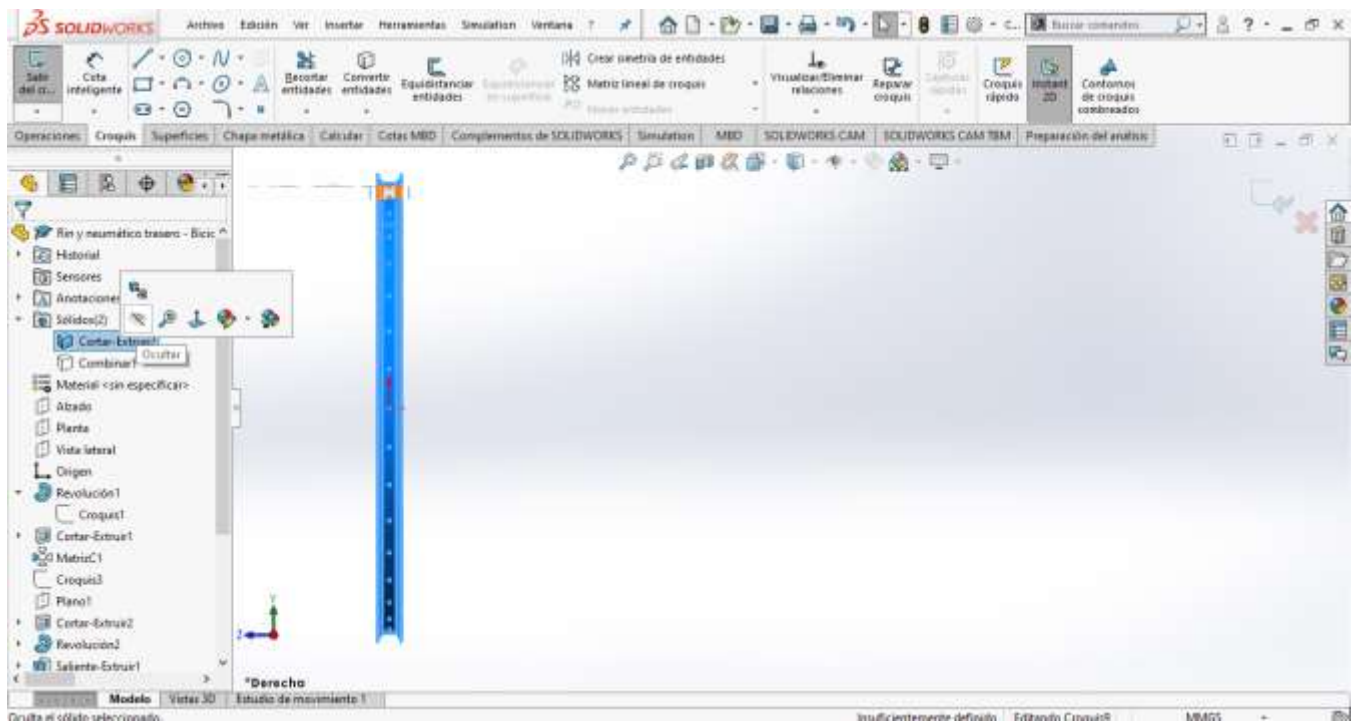 SOLIDWORKS Archivo Edición Ver Insertar Herramientas Simulation Ventana ? C... Buscar comandos
Salir del cr... Cota inteligente Recortar entidades Convertir entidades Equidistanciar entidades Crear simetría de entidades Visualizar/Eliminar relaciones Reparar croquis Croquis rápido Instant 2D Contornos de croquis combinados
Matriz lineal de croquis
Operaciones Croquis Superficies Chapa metálica Calcular Cotas MBD Complementos de SOLIDWORKS Simulation MBD SOLIDWORKS CAM SOLIDWORKS CAM TBM Preparación del análisis
Rin y neumático trasero - Bicic
Historial
Sensores
Anotaciones
Sólidos(2)
Cortar-Extruir1
Ocultar
Combinar1
Material <sin especificar>
Alzado
Planta
Vista lateral
Origen
Revolución1
Croquis1
Cortar-Extruir1
MatrizC1
Croquis3
Plano1
Cortar-Extruir2
Revolución2
Saliente-Extruir1
Y
Z
*Derecha
Modelo Vistas 3D Estudio de movimiento 1
Oculta el sólido seleccionado. Insuficientemente definido Editando Croquis9 MMGS